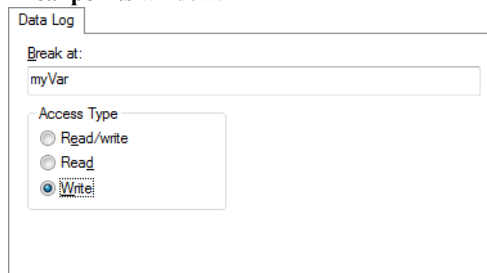 Data Log
Break at:
myVar
Access Type
Read/write
Read
Write